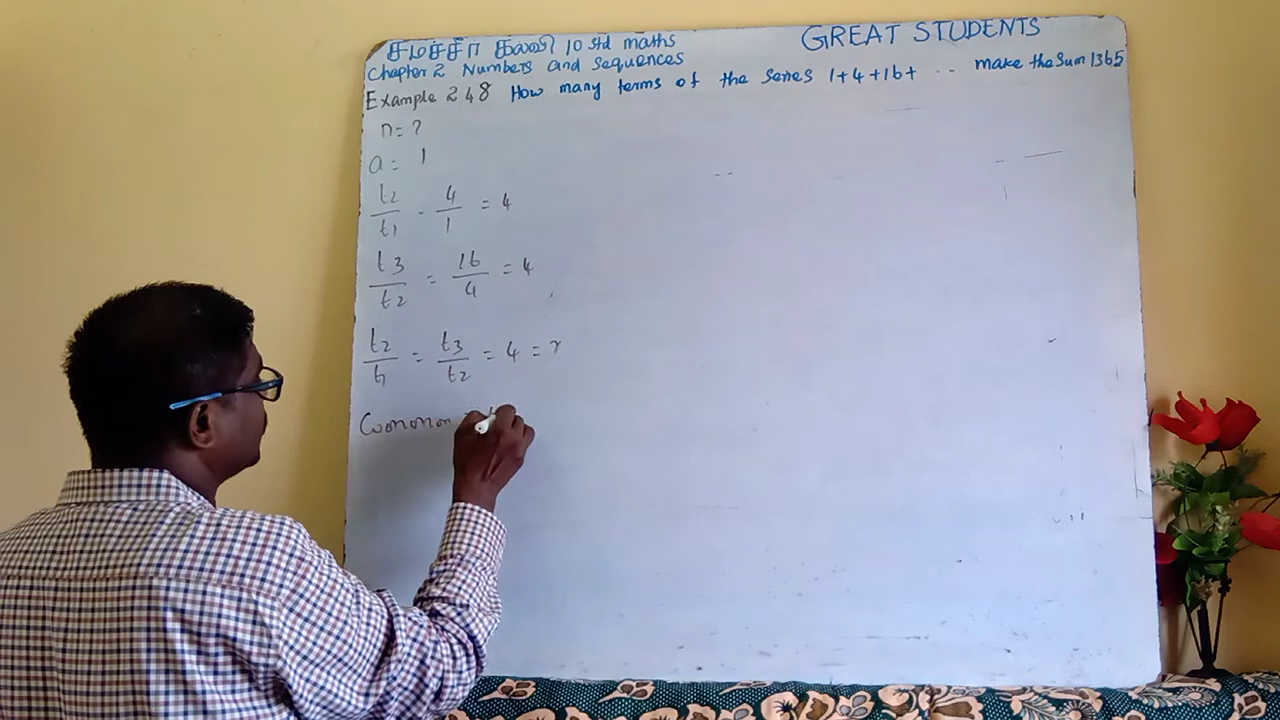 சமச்சீர் கல்வி 10 std maths
GREAT STUDENTS
Chapter 2 Numbers and Sequences
Example 2.48 How many terms of the series 1+4+16+ ... make the sum 1365
n = ?
a = 1
t2/t1 = 4/1 = 4
t3/t2 = 16/4 = 4
t2/t1 = t3/t2 = 4 = r
Common